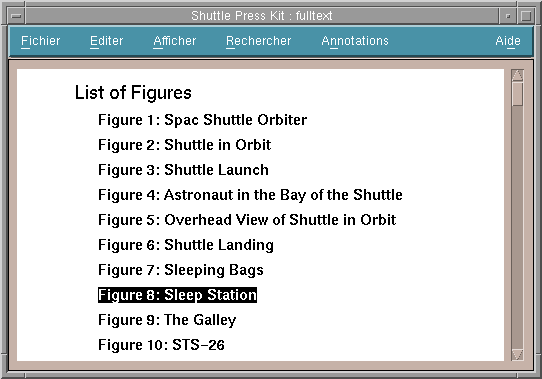 Shuttle Press Kit : fulltext
Fichier Editer Afficher Rechercher Annotations Aide
List of Figures
Figure 1: Spac Shuttle Orbiter
Figure 2: Shuttle in Orbit
Figure 3: Shuttle Launch
Figure 4: Astronaut in the Bay of the Shuttle
Figure 5: Overhead View of Shuttle in Orbit
Figure 6: Shuttle Landing
Figure 7: Sleeping Bags
Figure 8: Sleep Station
Figure 9: The Galley
Figure 10: STS-26